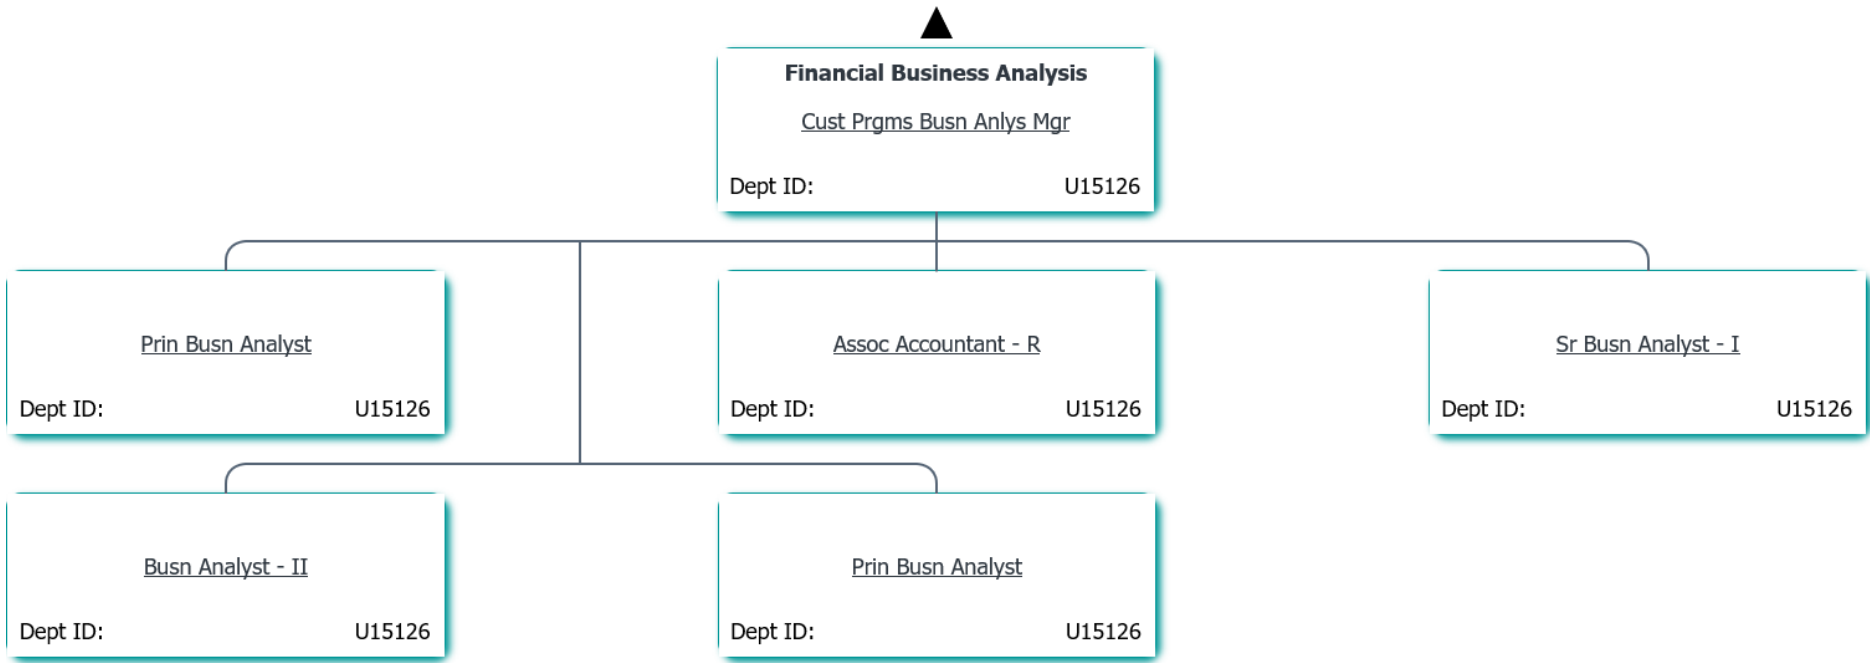 Financial Business Analysis
Cust Prgms Busn Anlys Mgr
Dept ID: U15126
Prin Busn Analyst
Dept ID: U15126
Assoc Accountant - R
Dept ID: U15126
Sr Busn Analyst - I
Dept ID: U15126
Busn Analyst - II
Dept ID: U15126
Prin Busn Analyst
Dept ID: U15126